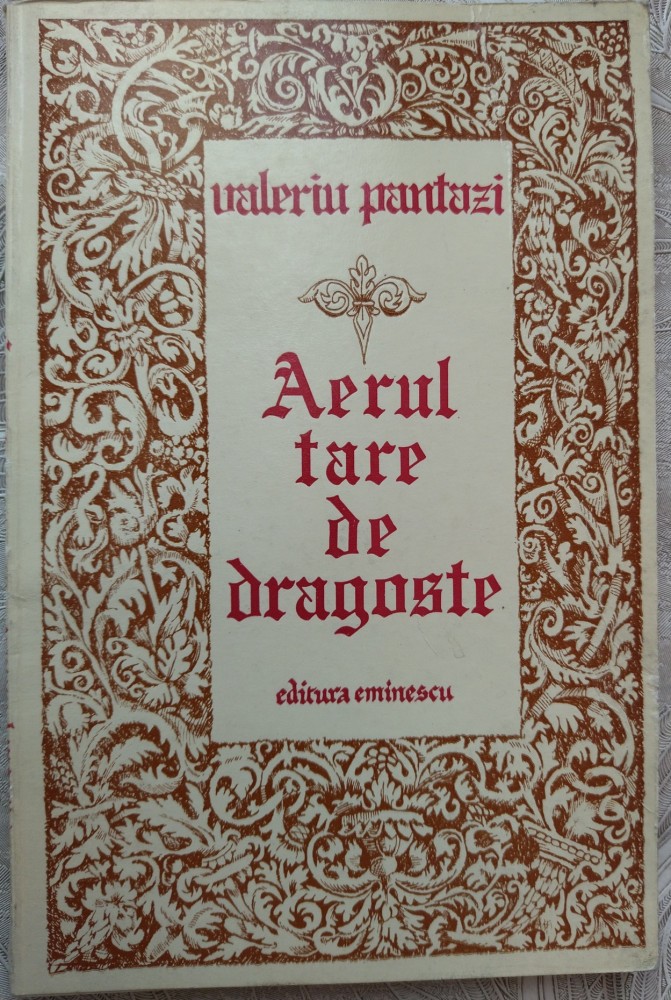 valeriu pantazi
Aerul
tare
de
dragoste
editura eminescu